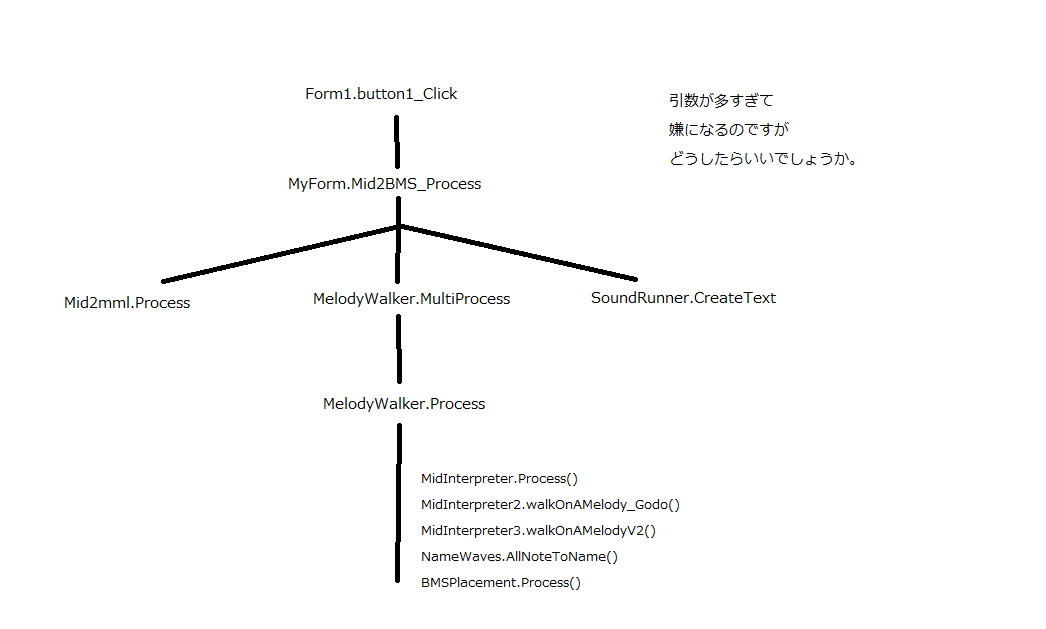 Form1.button1_Click
引数が多すぎて
嫌になるのですが
どうしたらいいでしょうか。
MyForm.Mid2BMS_Process
Mid2mml.Process
MelodyWalker.MultiProcess
SoundRunner.CreateText
MelodyWalker.Process
MidInterpreter.Process()
MidInterpreter2.walkOnAMelody_Godo()
MidInterpreter3.walkOnAMelodyV2()
NameWaves.AllNoteToName()
BMSPlacement.Process()